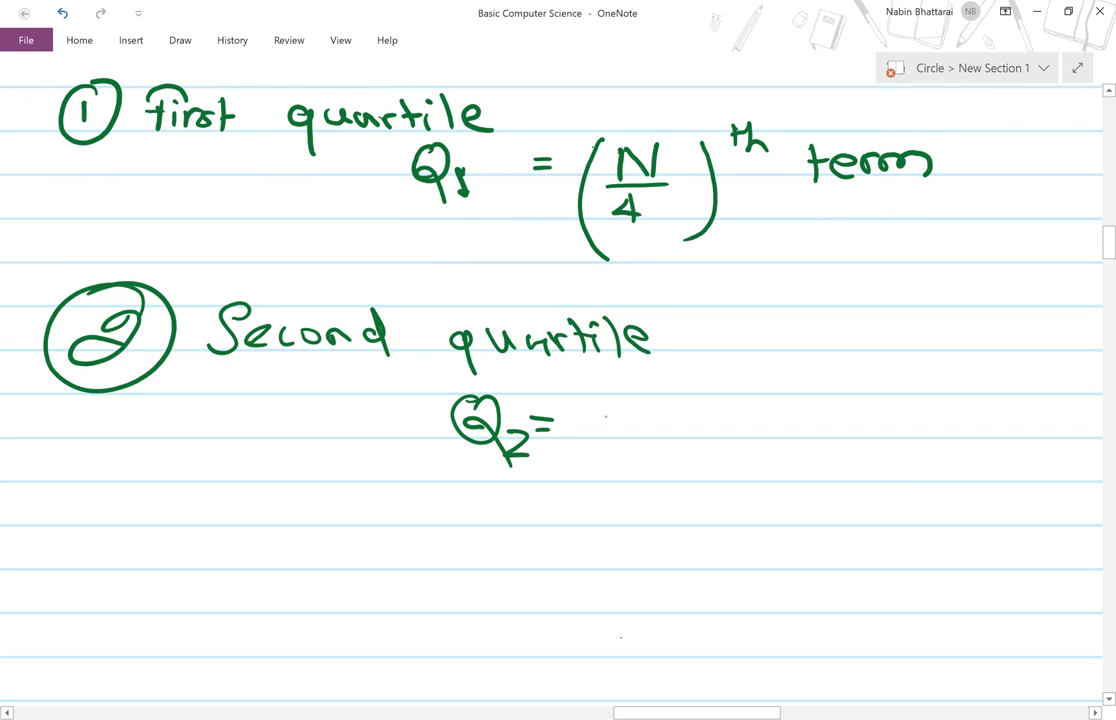 Basic Computer Science - OneNote
Nabin Bhattarai NB
File Home Insert Draw History Review View Help
Circle > New Section 1
① First quartile
Q₁ = (N/4)ᵗʰ term
② Second quartile
Q₂ =